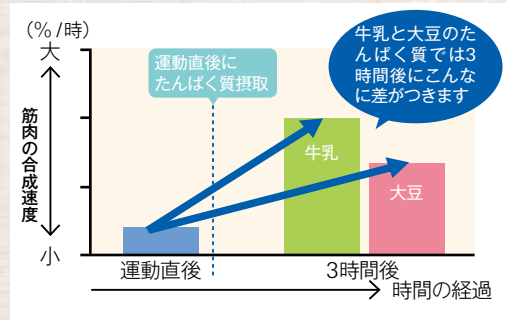 (%/時)
大
筋肉の合成速度
小
運動直後に
たんぱく質摂取
牛乳と大豆のた
んぱく質では3
時間後にこんな
に差がつきます
牛乳
大豆
運動直後
3時間後
時間の経過